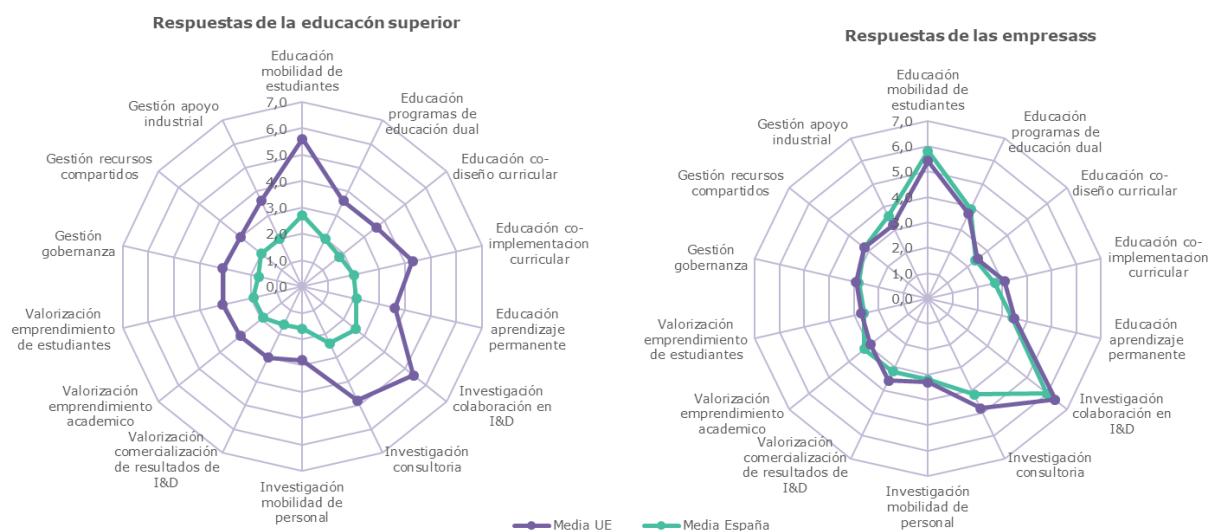 Respuestas de la educacón superior
Educación
mobilidad de
estudiantes
Educación
programas de
educación dual
Educación co-
diseño curricular
Educación co-
implementacion
curricular
Educación
aprendizaje
permanente
Investigación
colaboración en
I&D
Investigación
consultoria
Investigación
mobilidad de
personal
Valorización
comercialización
de resultados de
I&D
Valorización
emprendimiento
academico
Valorización
emprendimiento
de estudiantes
Gestión
gobernanza
Gestión recursos
compartidos
Gestión apoyo
industrial
7,0
6,0
5,0
4,0
3,0
2,0
1,0
0,0
Respuestas de las empresass
Educación
mobilidad de
estudiantes
Educación
programas de
educación dual
Educación co-
diseño curricular
Educación co-
implementacion
curricular
Educación
aprendizaje
permanente
Investigación
colaboración en
I&D
Investigación
consultoria
Investigación
mobilidad de
personal
Valorización
comercialización
de resultados de
I&D
Valorización
emprendimiento
academico
Valorización
emprendimiento
de estudiantes
Gestión
gobernanza
Gestión recursos
compartidos
Gestión apoyo
industrial
7,0
6,0
5,0
4,0
3,0
2,0
1,0
0,0
Media UE
Media España